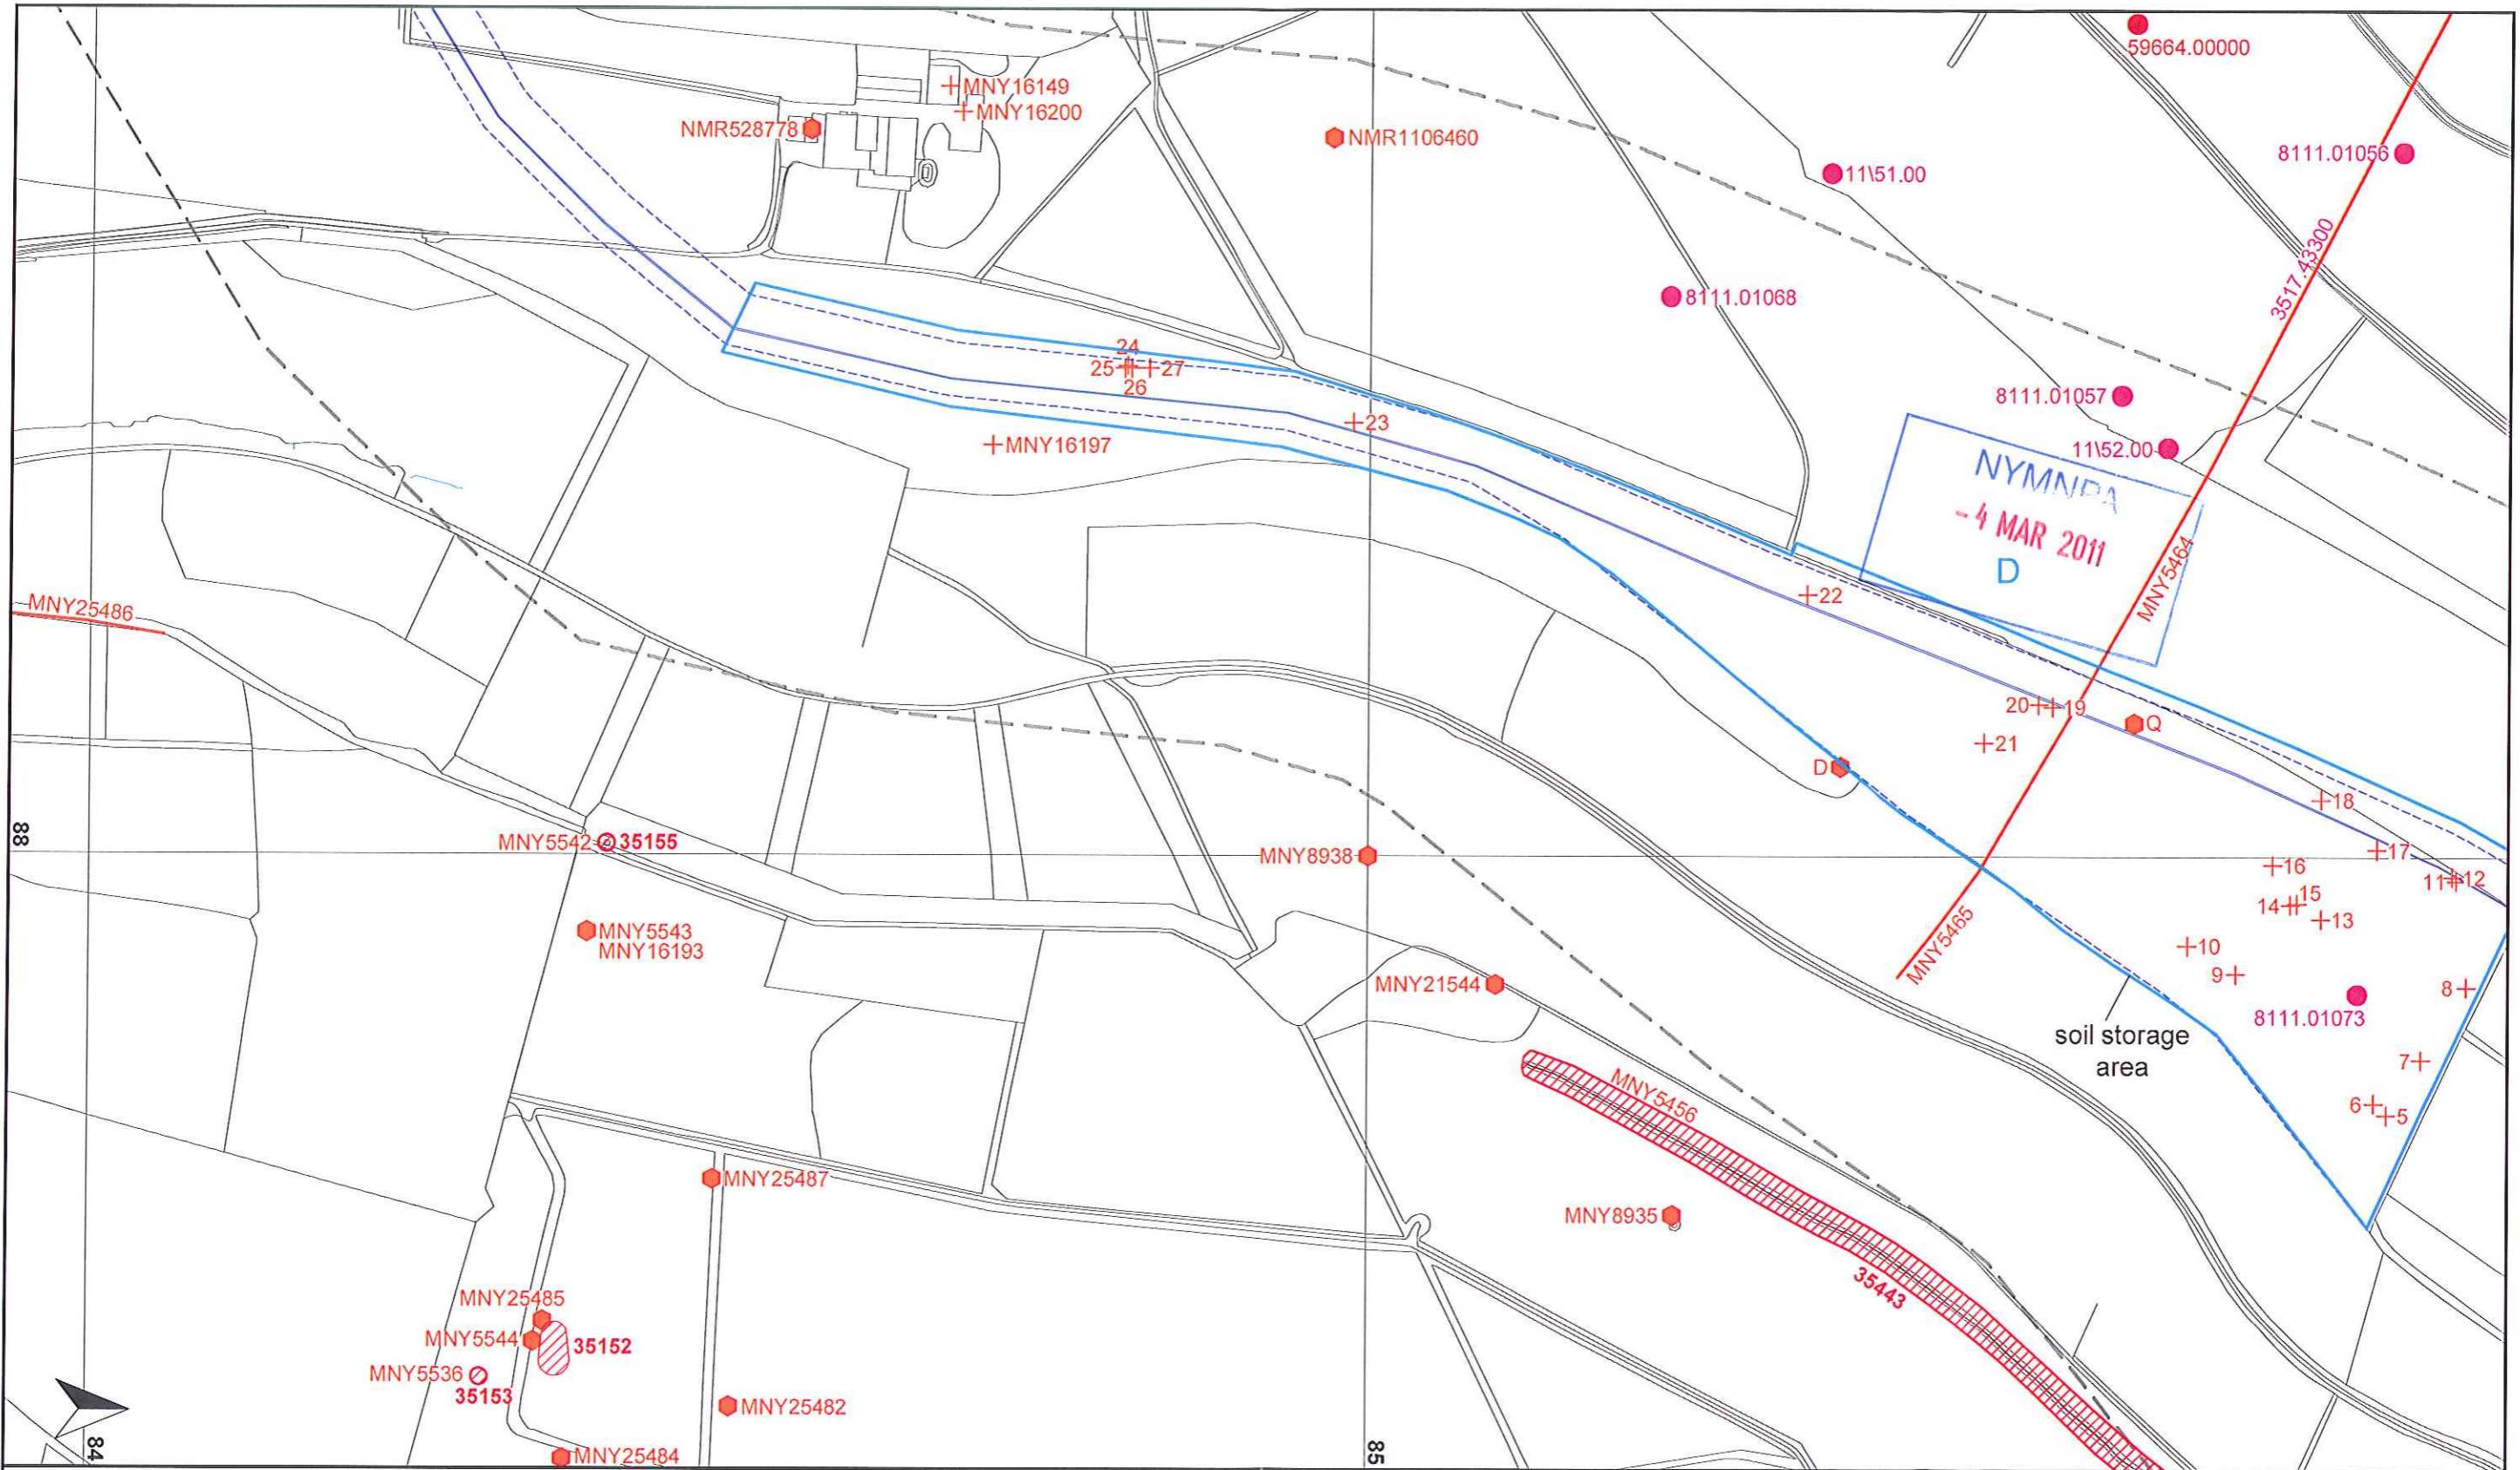 59664.00000
MNY16149
MNY16200
NMR528778
NMR1106460
8111.01056
11\51.00
3517.43300
8111.01068
24
25
27
26
8111.01057
23
MNY16197
11\52.00
NYMNPA
- 4 MAR 2011
D
MNY5464
22
MNY25486
20
19
Q
21
D
18
88
MNY5542
35155
MNY8938
17
16
11
12
15
14
13
MNY5543
MNY16193
MNY5465
10
9
MNY21544
8
8111.01073
soil storage
area
7
MNY5456
6
5
MNY25487
MNY8935
35443
MNY25485
MNY5544
35152
MNY5536
35153
MNY25482
84
85
MNY25484